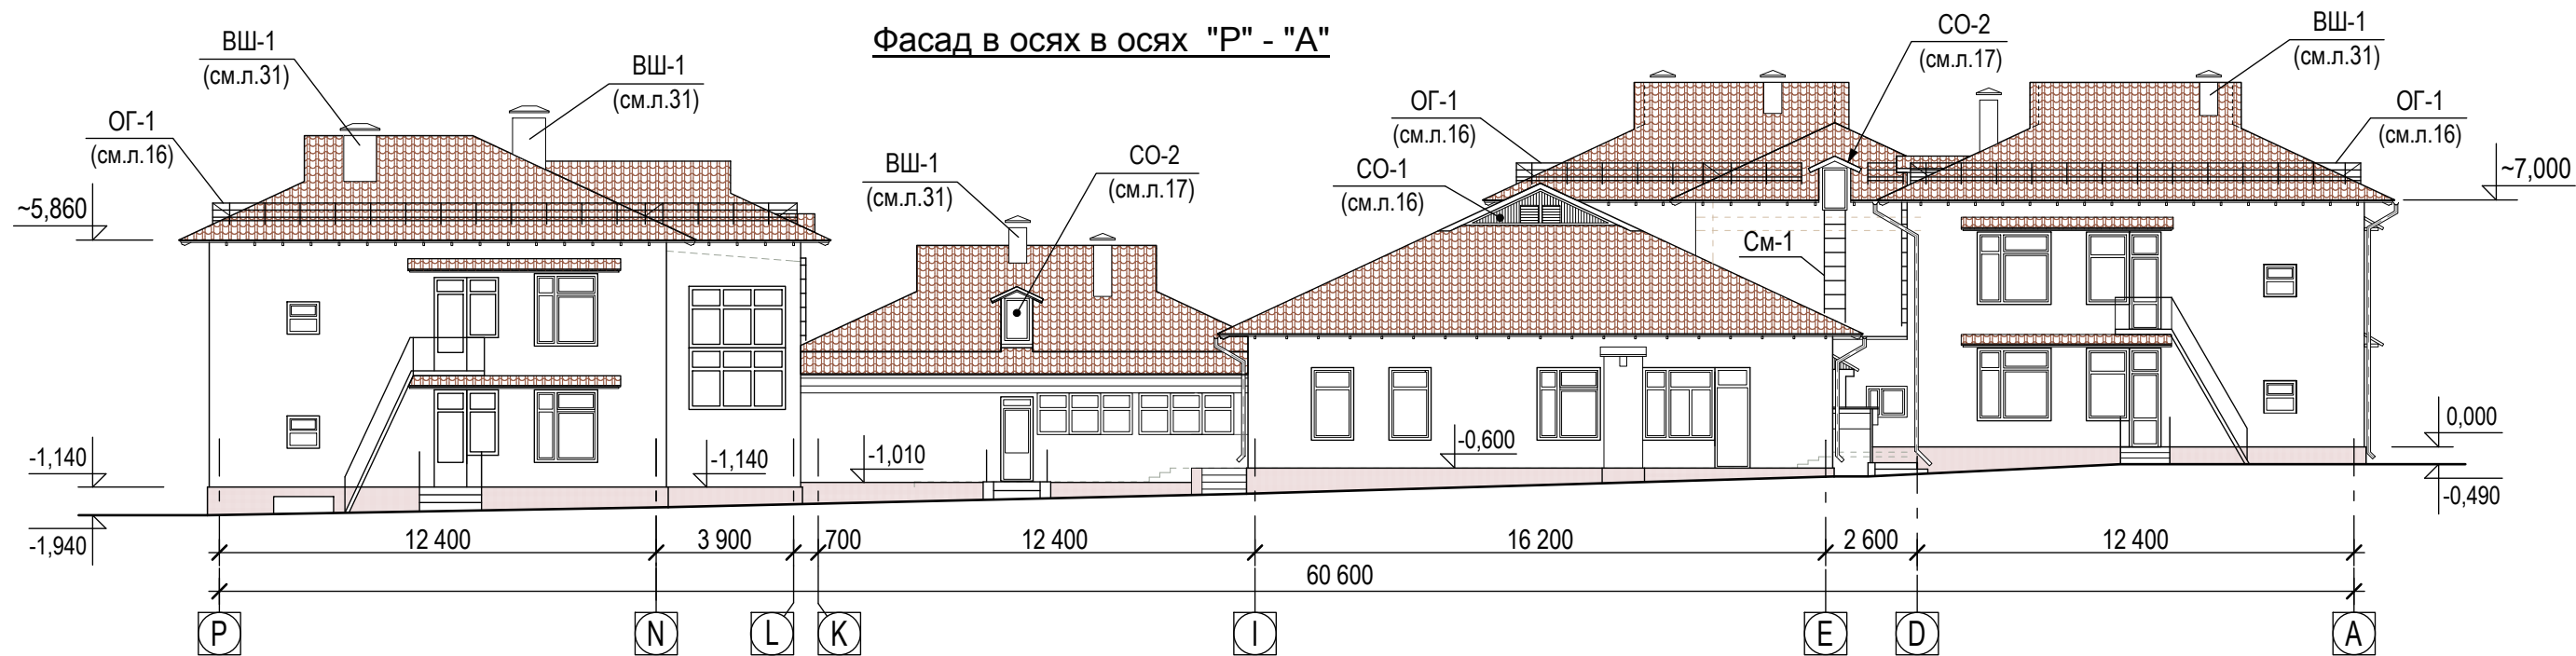 Фасад в осях в осях "Р" - "А"
ВШ-1
(см.л.31)
ВШ-1
(см.л.31)
ОГ-1
(см.л.16)
ВШ-1
(см.л.31)
СО-2
(см.л.17)
ОГ-1
(см.л.16)
СО-1
(см.л.16)
СО-2
(см.л.17)
ВШ-1
(см.л.31)
ОГ-1
(см.л.16)
См-1
~5,860
~7,000
-1,140
-1,140
-1,010
-0,600
0,000
-0,490
-1,940
12 400
3 900
700
12 400
16 200
2 600
12 400
60 600
P
N
L
K
I
E
D
A